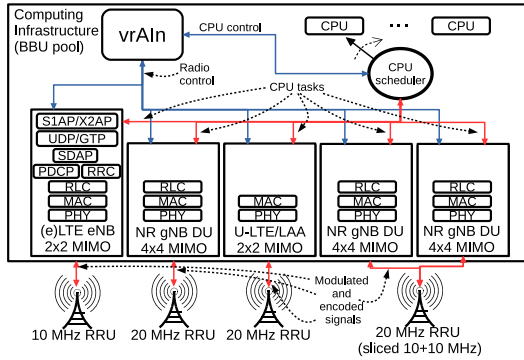 Computing
Infrastructure
(BBU pool)
vrAIn
CPU control
CPU
...
CPU
Radio
control
CPU
scheduler
CPU tasks
S1AP/X2AP
UDP/GTP
SDAP
PDCP
RRC
RLC
MAC
PHY
(e)LTE eNB
2x2 MIMO
RLC
MAC
PHY
NR gNB DU
4x4 MIMO
MAC
PHY
U-LTE/LAA
2x2 MIMO
RLC
MAC
PHY
NR gNB DU
4x4 MIMO
RLC
MAC
PHY
NR gNB DU
4x4 MIMO
Modulated
and
encoded
signals
10 MHz RRU
20 MHz RRU
20 MHz RRU
20 MHz RRU
(sliced 10+10 MHz)